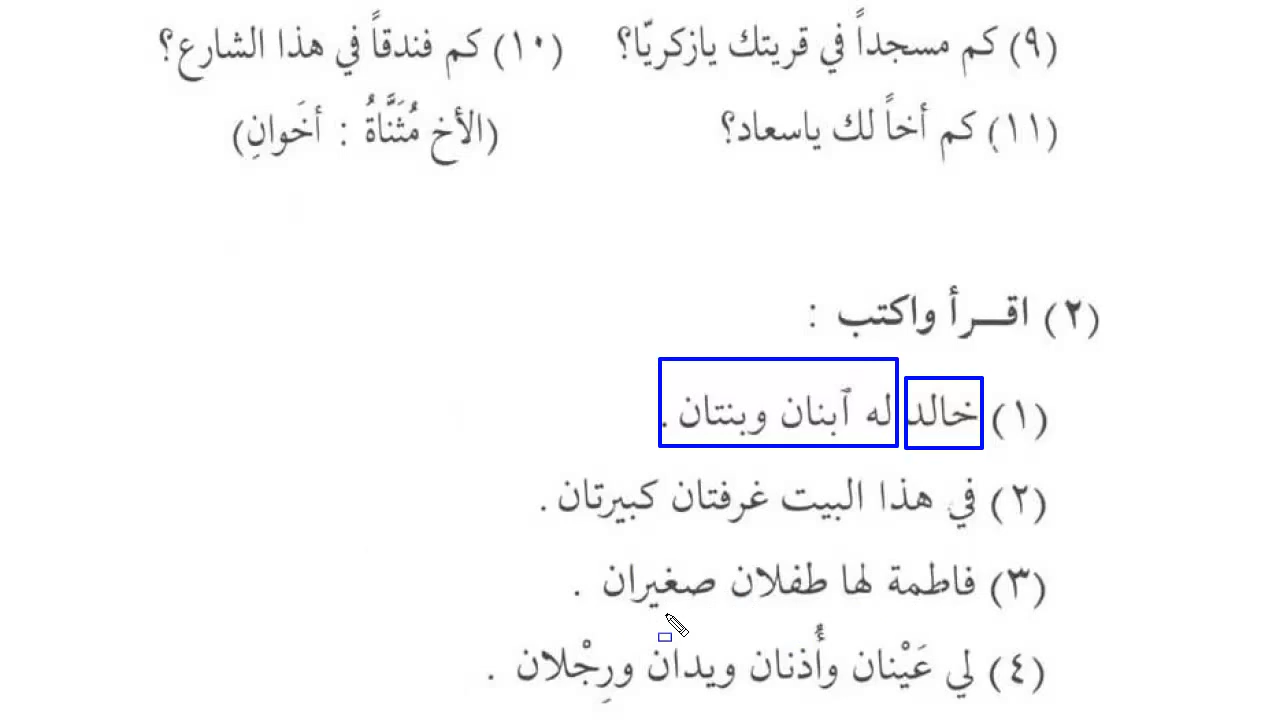 (٩) كم مسجداً في قريتك يازكريّا؟ (١٠) كم فندقاً في هذا الشارع؟
(١١) كم أخاً لك ياسعاد؟ (الأخ مُثَنَّاةُ : أخَوانِ)
(٢) اقـــرأ واكتب :
(١) خالد له ٱبنان وبنتان .
(٢) في هذا البيت غرفتان كبيرتان .
(٣) فاطمة لها طفلان صغيران .
(٤) لي عَيْنان وأُذنان ويدان ورِجْلان .